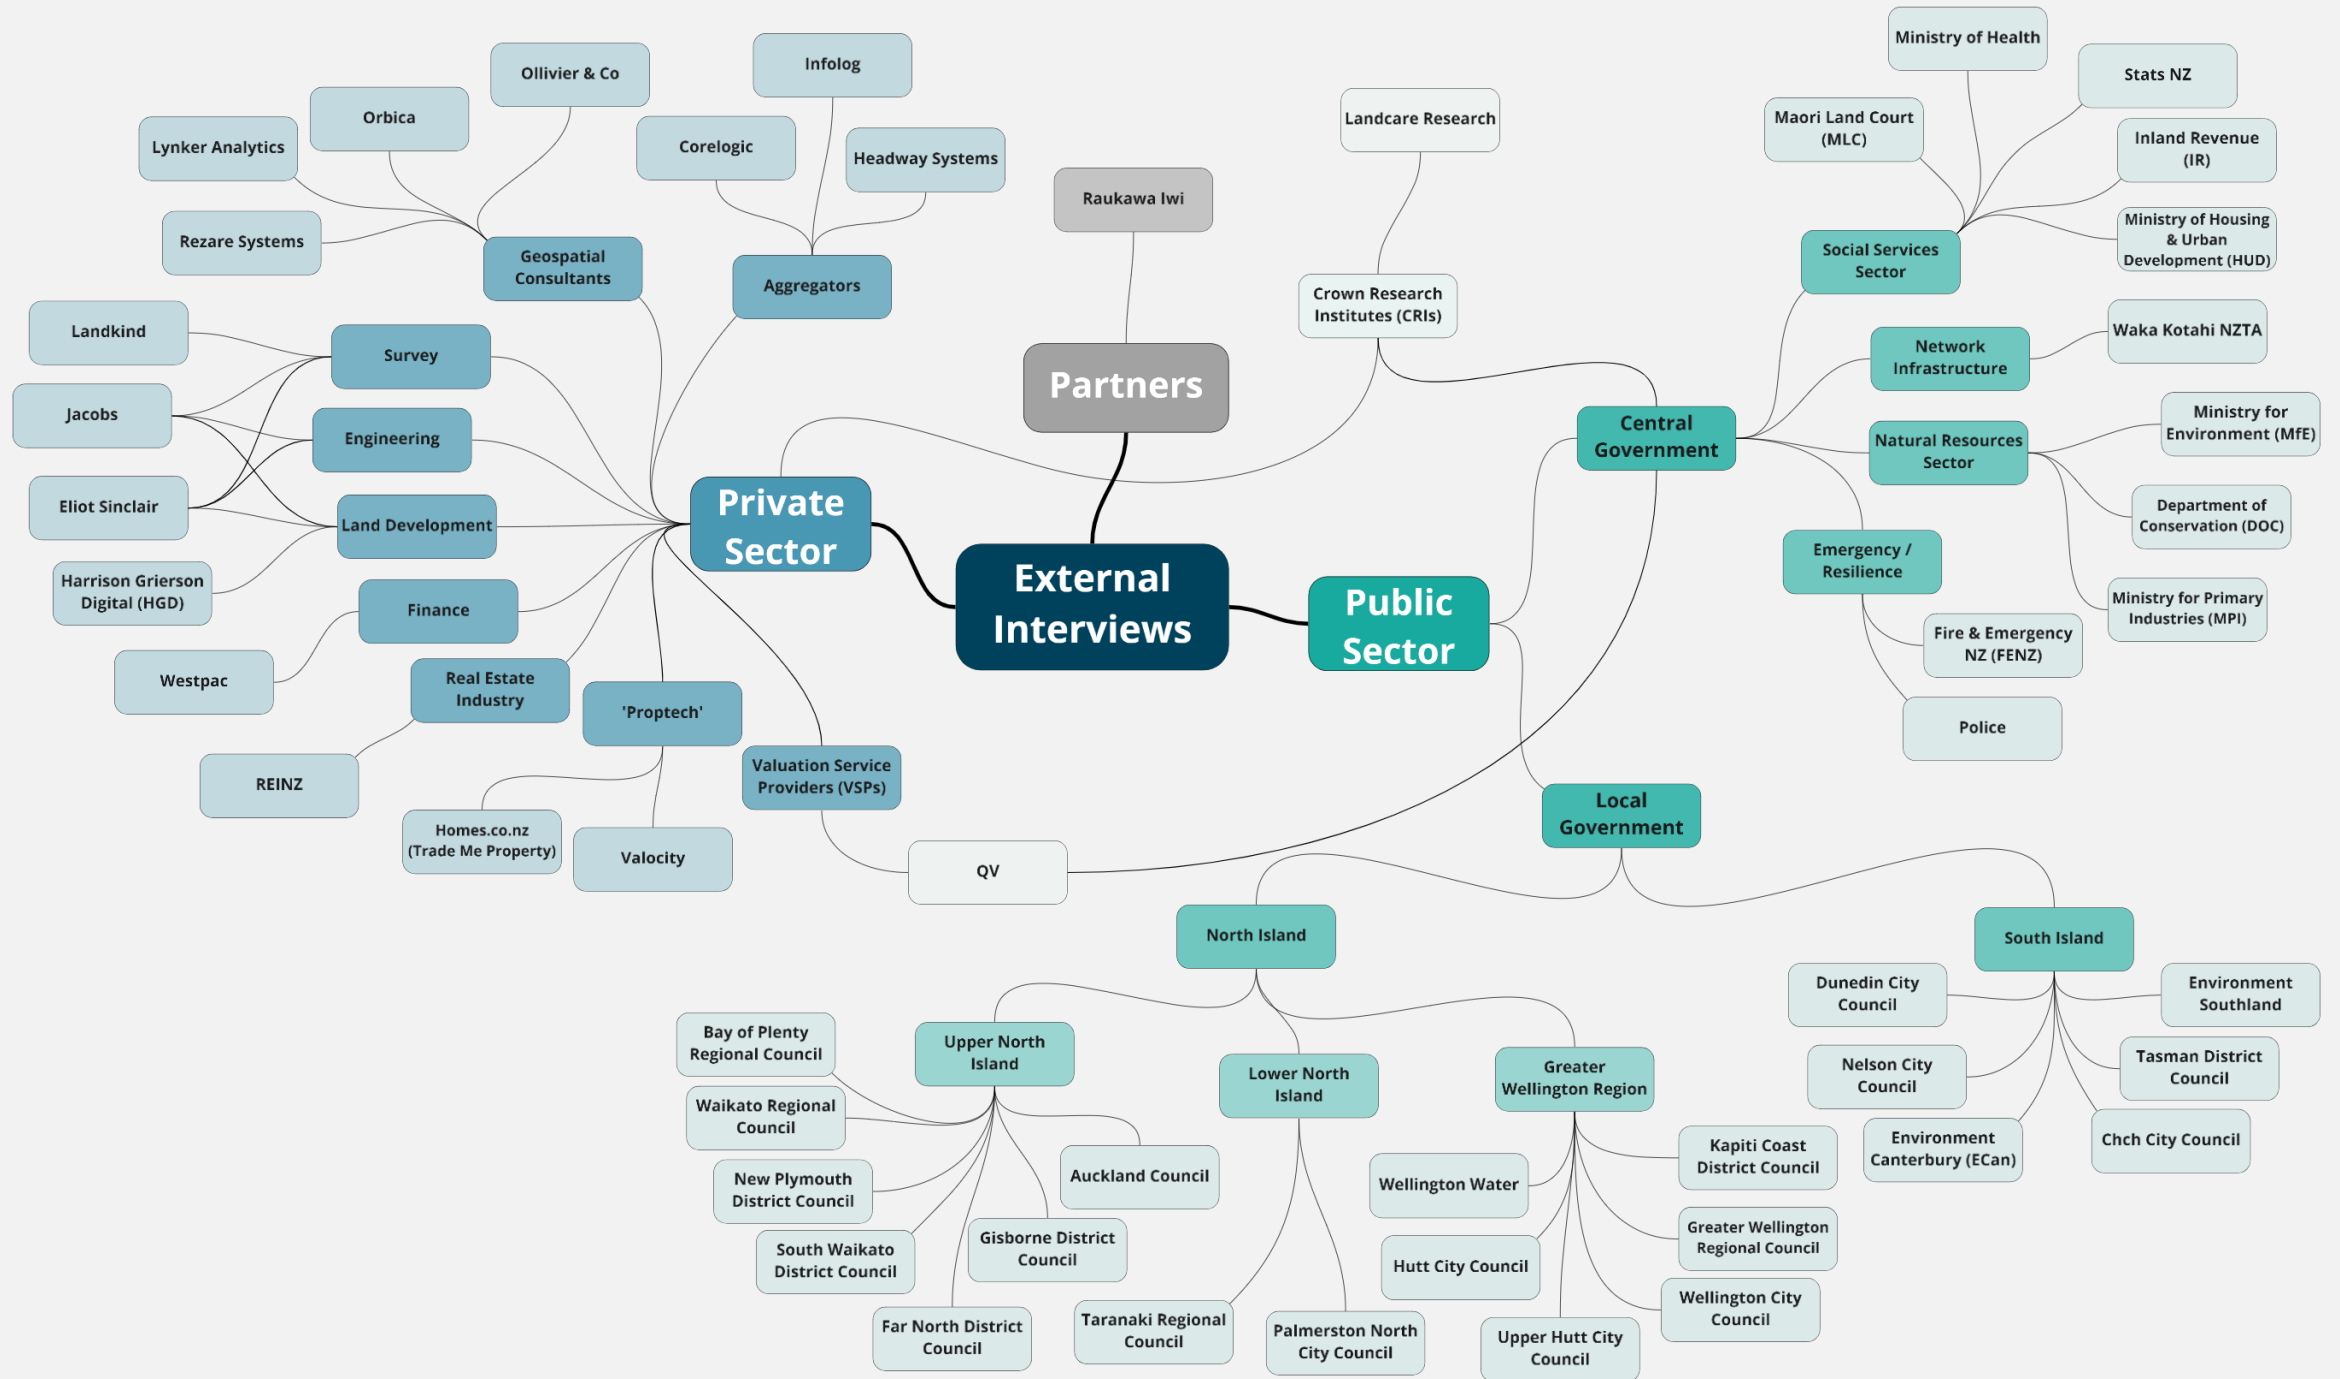 Ministry of Health
Infolog
Ollivier & Co
Stats NZ
Orbica
Landcare Research
Maori Land Court
(MLC)
Inland Revenue
(IR)
Lynker Analytics
Corelogic
Headway Systems
Raukawa Iwi
Ministry of Housing
& Urban
Development (HUD)
Rezare Systems
Geospatial
Consultants
Aggregators
Crown Research
Institutes (CRIs)
Social Services
Sector
Landkind
Survey
Waka Kotahi NZTA
Network
Infrastructure
Partners
Jacobs
Engineering
Central
Government
Natural Resources
Sector
Ministry for
Environment (MfE)
Eliot Sinclair
Land Development
Private
Sector
Department of
Conservation (DOC)
Emergency /
Resilience
External
Interviews
Public
Sector
Harrison Grierson
Digital (HGD)
Finance
Ministry for Primary
Industries (MPI)
Fire & Emergency
NZ (FENZ)
Westpac
Real Estate
Industry
'Proptech'
Police
REINZ
Valuation Service
Providers (VSPs)
Local
Government
Homes.co.nz
(Trade Me Property)
Valocity
QV
North Island
South Island
Dunedin City
Council
Environment
Southland
Bay of Plenty
Regional Council
Upper North
Island
Lower North
Island
Greater
Wellington Region
Nelson City
Council
Tasman District
Council
Waikato Regional
Council
Environment
Canterbury (ECan)
Chch City Council
Kapiti Coast
District Council
New Plymouth
District Council
Auckland Council
Wellington Water
South Waikato
District Council
Gisborne District
Council
Greater Wellington
Regional Council
Hutt City Council
Wellington City
Council
Far North District
Council
Taranaki Regional
Council
Palmerston North
City Council
Upper Hutt City
Council